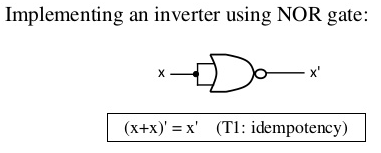 Implementing an inverter using NOR gate:
x x'
(x+x)' = x' (T1: idempotency)